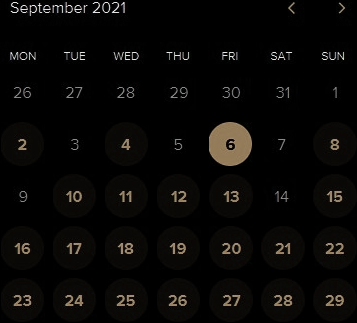 September 2021
MON TUE WED THU FRI SAT SUN
26 27 28 29 30 31 1
2 3 4 5 6 7 8
9 10 11 12 13 14 15
16 17 18 19 20 21 22
23 24 25 26 27 28 29